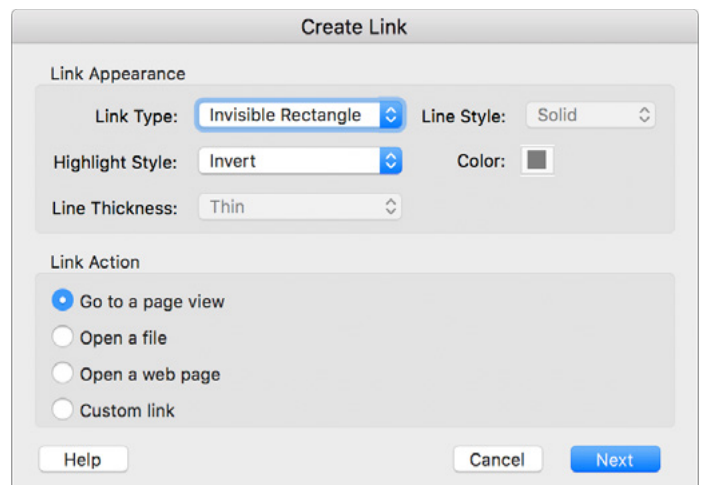 Create Link
Link Appearance
Link Type: Invisible Rectangle Line Style: Solid
Highlight Style: Invert Color:
Line Thickness: Thin
Link Action
Go to a page view
Open a file
Open a web page
Custom link
Help Cancel Next